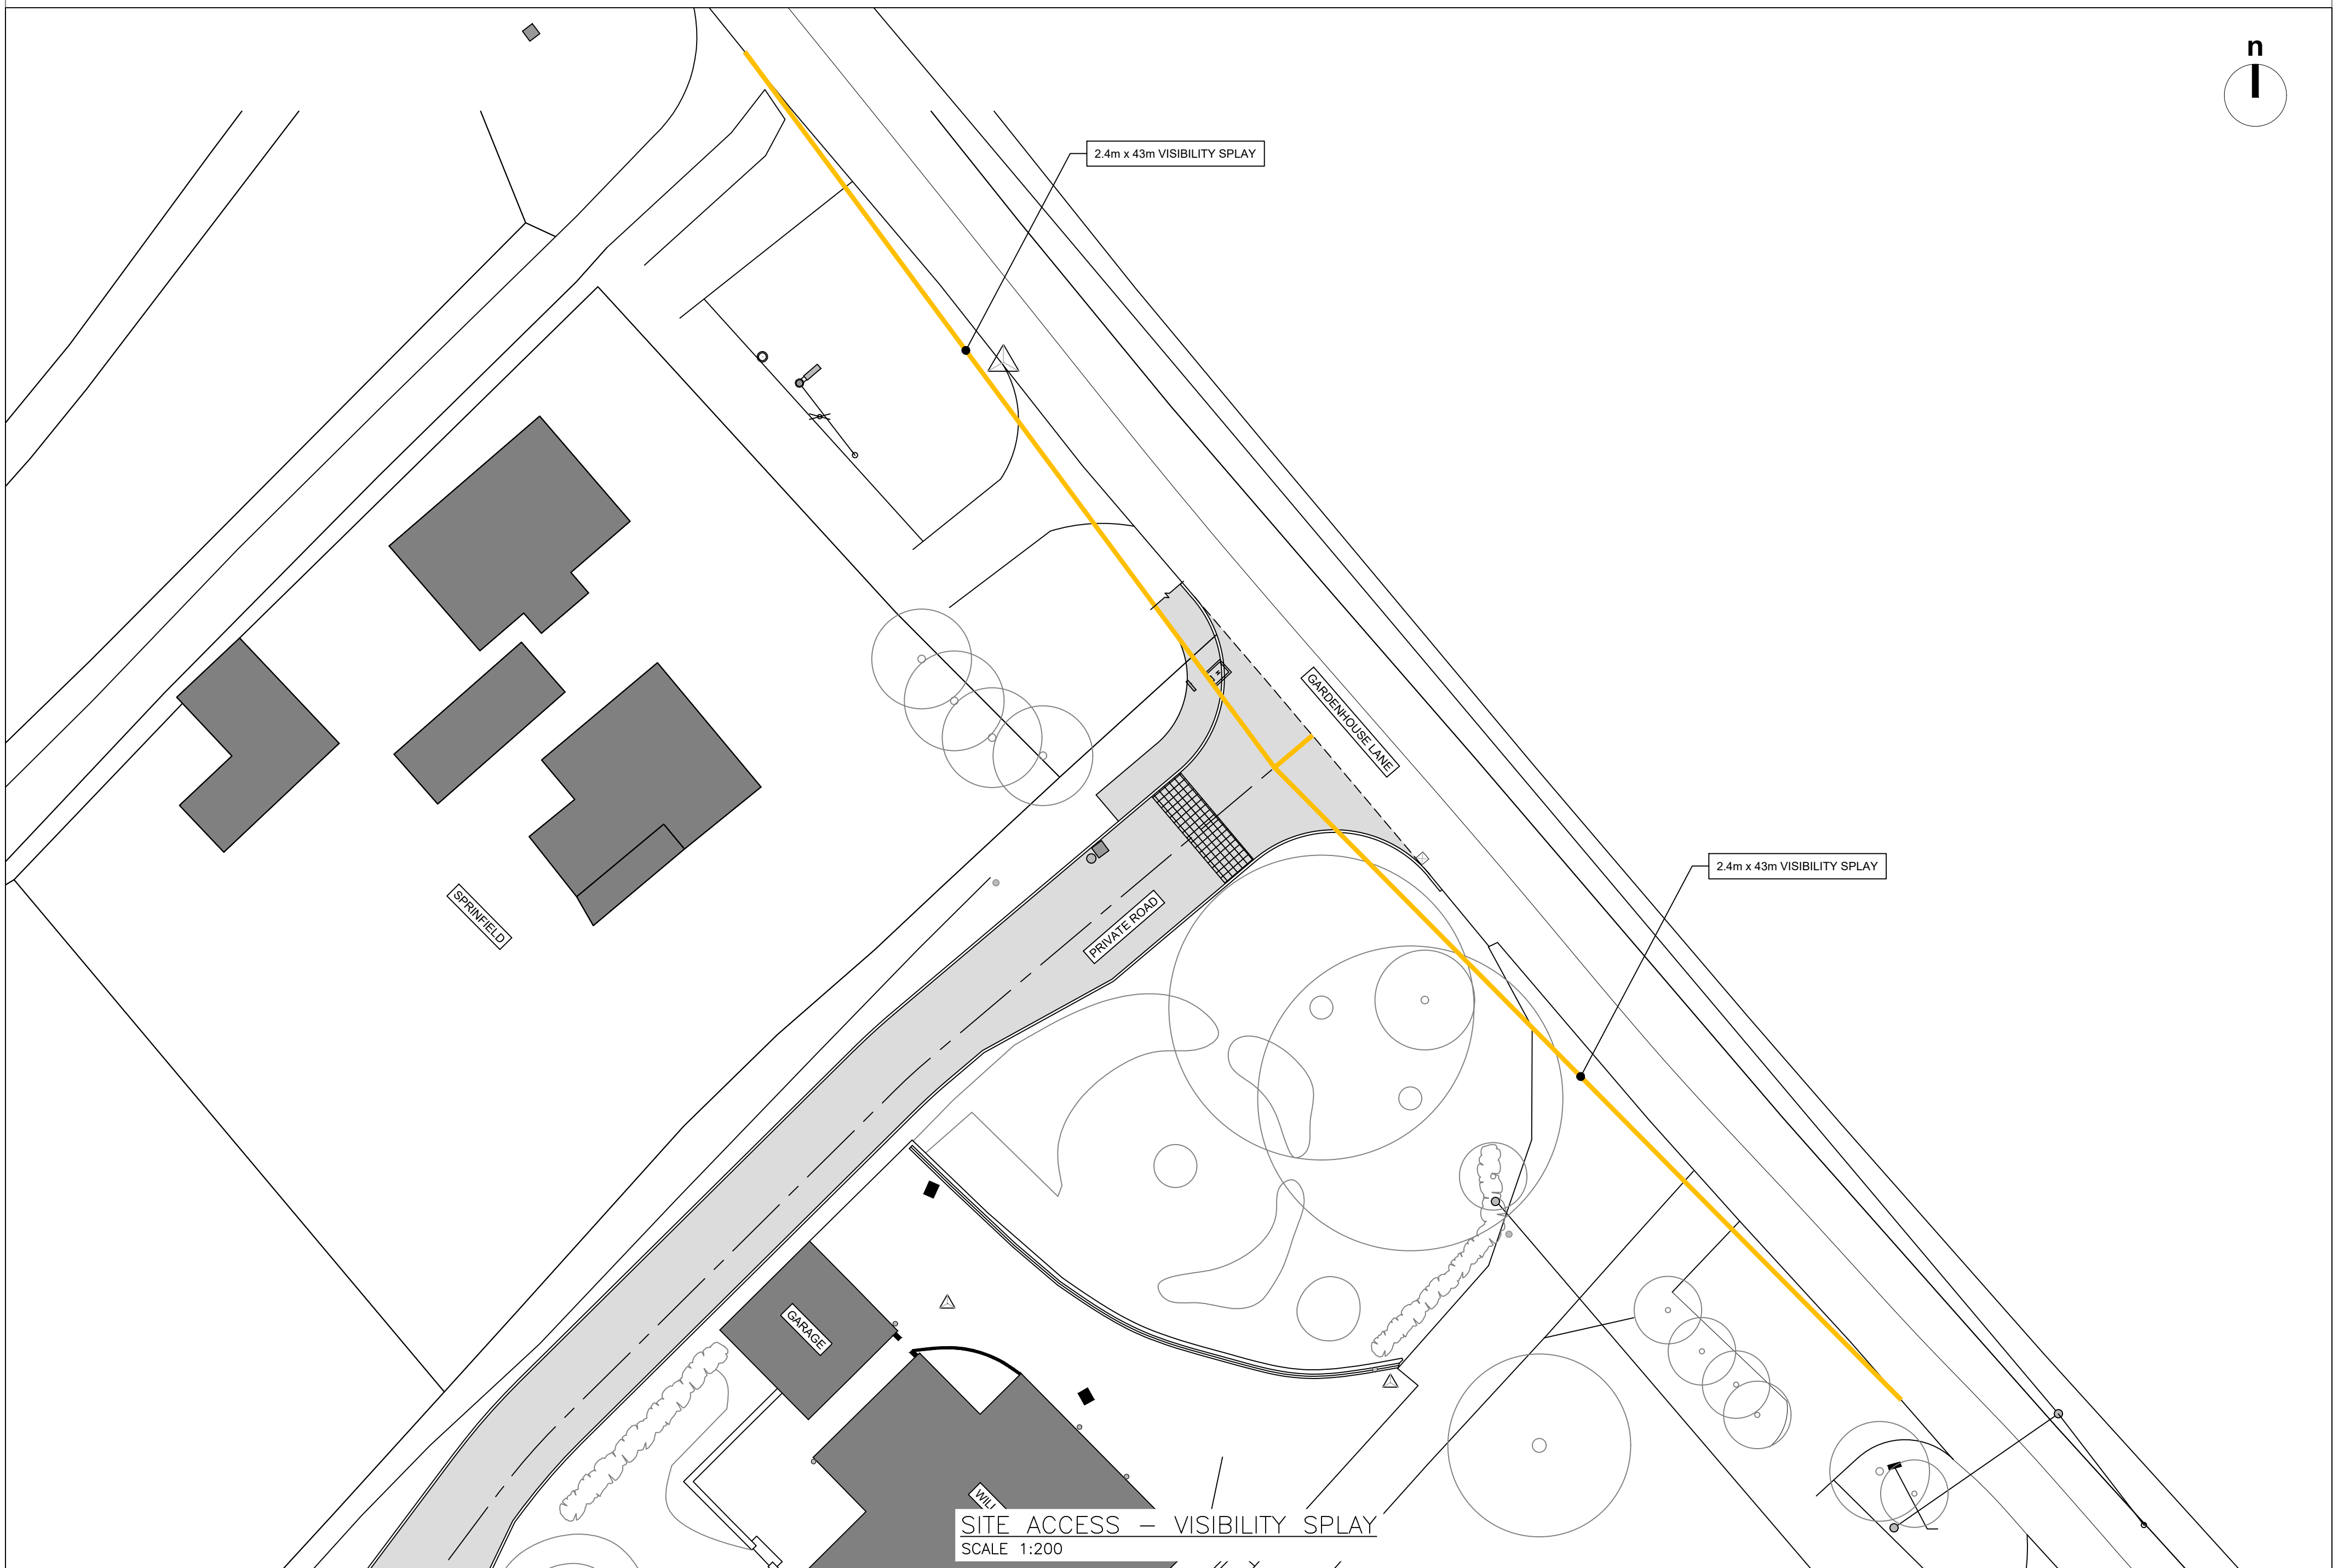 n
2.4m x 43m VISIBILITY SPLAY
GARDENHOUSE LANE
2.4m x 43m VISIBILITY SPLAY
SPRINFIELD
PRIVATE ROAD
GARAGE
SITE ACCESS – VISIBILITY SPLAY
SCALE 1:200